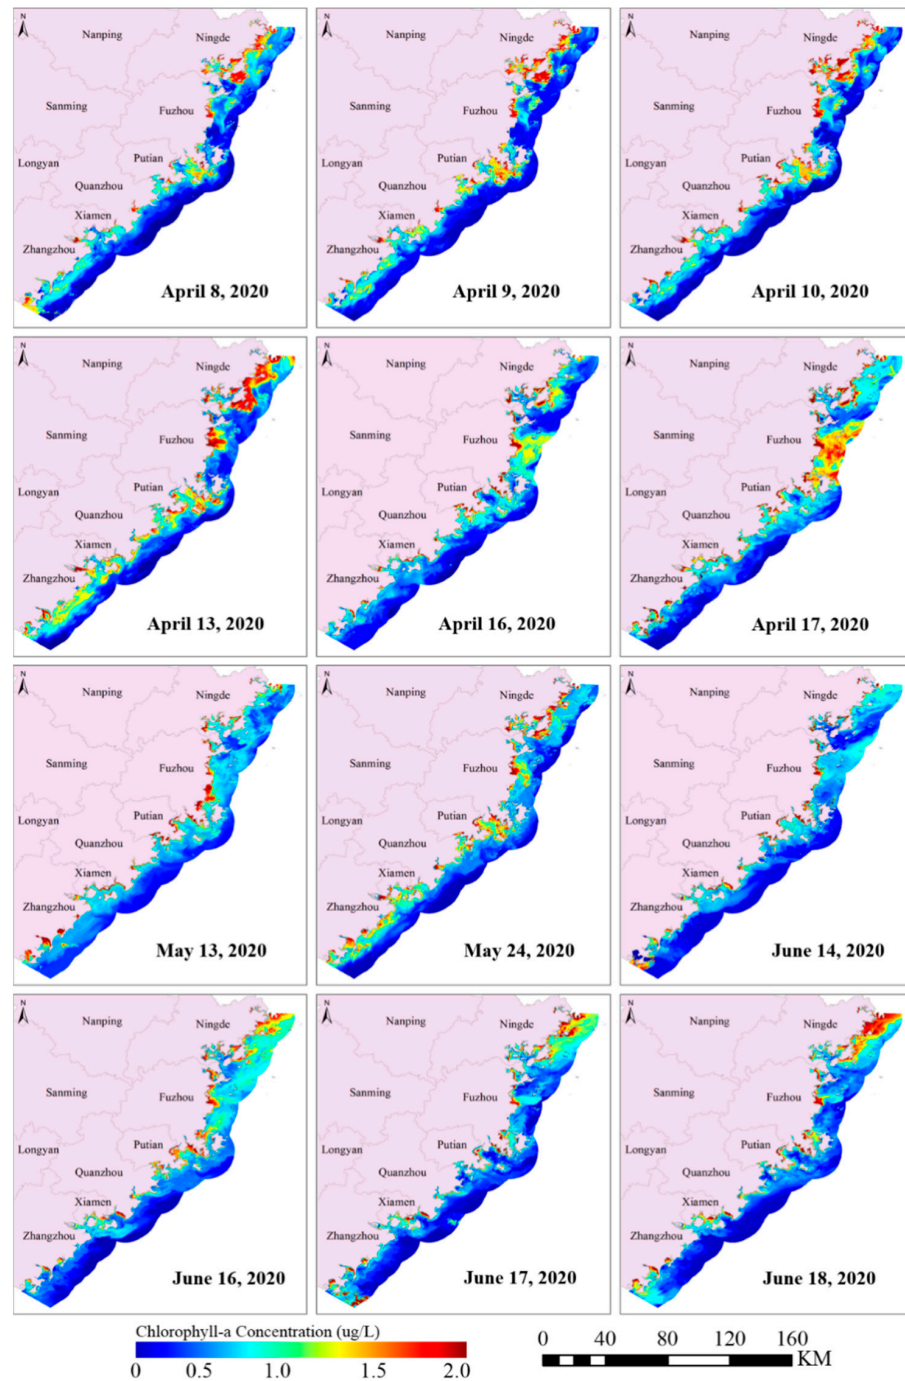 N
Nanping
Ningde
Sanming
Fuzhou
Longyan
Putian
Quanzhou
Xiamen
Zhangzhou
April 8, 2020
N
Nanping
Ningde
Sanming
Fuzhou
Longyan
Putian
Quanzhou
Xiamen
Zhangzhou
April 9, 2020
N
Nanping
Ningde
Sanming
Fuzhou
Longyan
Putian
Quanzhou
Xiamen
Zhangzhou
April 10, 2020
N
Nanping
Ningde
Sanming
Fuzhou
Longyan
Putian
Quanzhou
Xiamen
Zhangzhou
April 13, 2020
N
Nanping
Ningde
Sanming
Fuzhou
Longyan
Putian
Quanzhou
Xiamen
Zhangzhou
April 16, 2020
N
Nanping
Ningde
Sanming
Fuzhou
Longyan
Putian
Quanzhou
Xiamen
Zhangzhou
April 17, 2020
N
Nanping
Ningde
Sanming
Fuzhou
Longyan
Putian
Quanzhou
Xiamen
Zhangzhou
May 13, 2020
N
Nanping
Ningde
Sanming
Fuzhou
Longyan
Putian
Quanzhou
Xiamen
Zhangzhou
May 24, 2020
N
Nanping
Ningde
Sanming
Fuzhou
Longyan
Putian
Quanzhou
Xiamen
Zhangzhou
June 14, 2020
N
Nanping
Ningde
Sanming
Fuzhou
Longyan
Putian
Quanzhou
Xiamen
Zhangzhou
June 16, 2020
N
Nanping
Ningde
Sanming
Fuzhou
Longyan
Putian
Quanzhou
Xiamen
Zhangzhou
June 17, 2020
N
Nanping
Ningde
Sanming
Fuzhou
Longyan
Putian
Quanzhou
Xiamen
Zhangzhou
June 18, 2020
Chlorophyll-a Concentration (ug/L)
0 0.5 1.0 1.5 2.0
0 40 80 120 160
KM